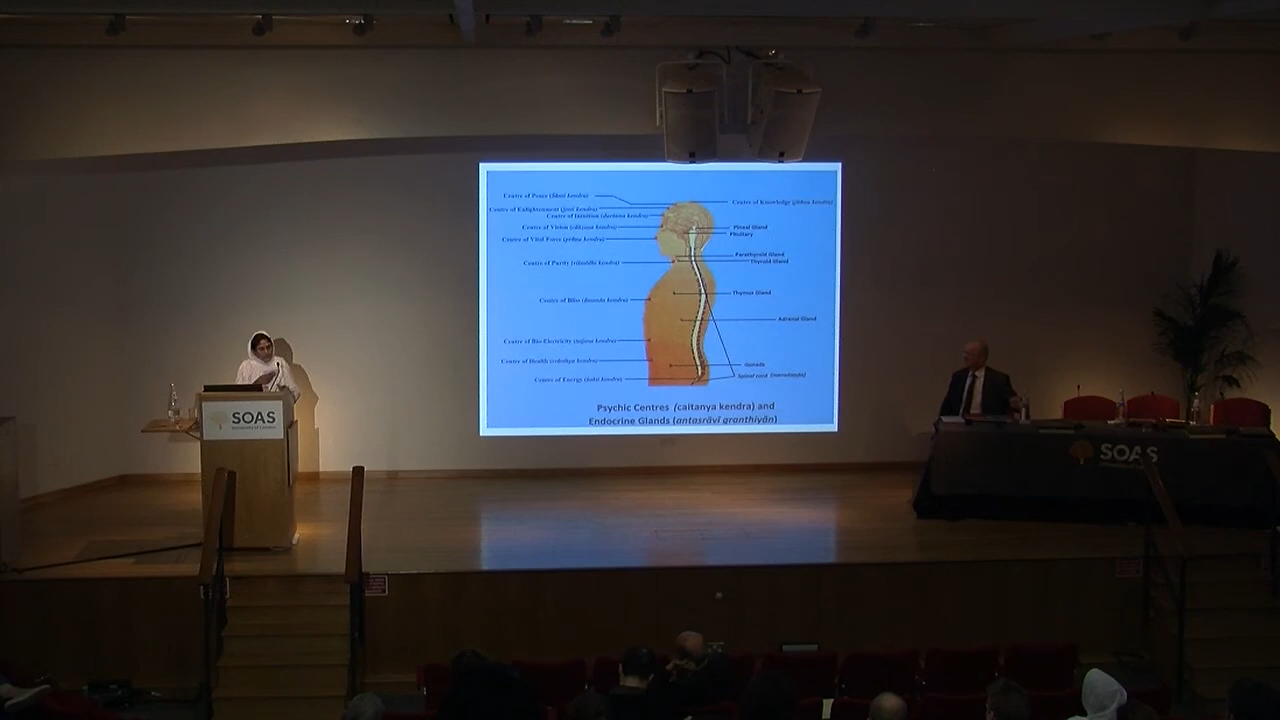 Centre of Peace (śānti kendra)
Centre of Knowledge (jñāna kendra)
Centre of Enlightenment (jyoti kendra)
Centre of Intuition (darśana kendra)
Centre of Vision (cākṣuṣa kendra)
Pineal Gland
Pituitary
Centre of Vital Force (prāṇa kendra)
Parathyroid Gland
Thyroid Gland
Centre of Purity (viśuddhi kendra)
Thymus Gland
Centre of Bliss (ānanda kendra)
Adrenal Gland
Centre of Bio-Electricity (taijasa kendra)
Centre of Health (svāsthya kendra)
Gonads
Centre of Energy (śakti kendra)
Spinal cord
Psychic Centres (caitanya kendra) and
Endocrine Glands (antasrāvī granthiyāṇ)
SOAS
University of London
SOAS